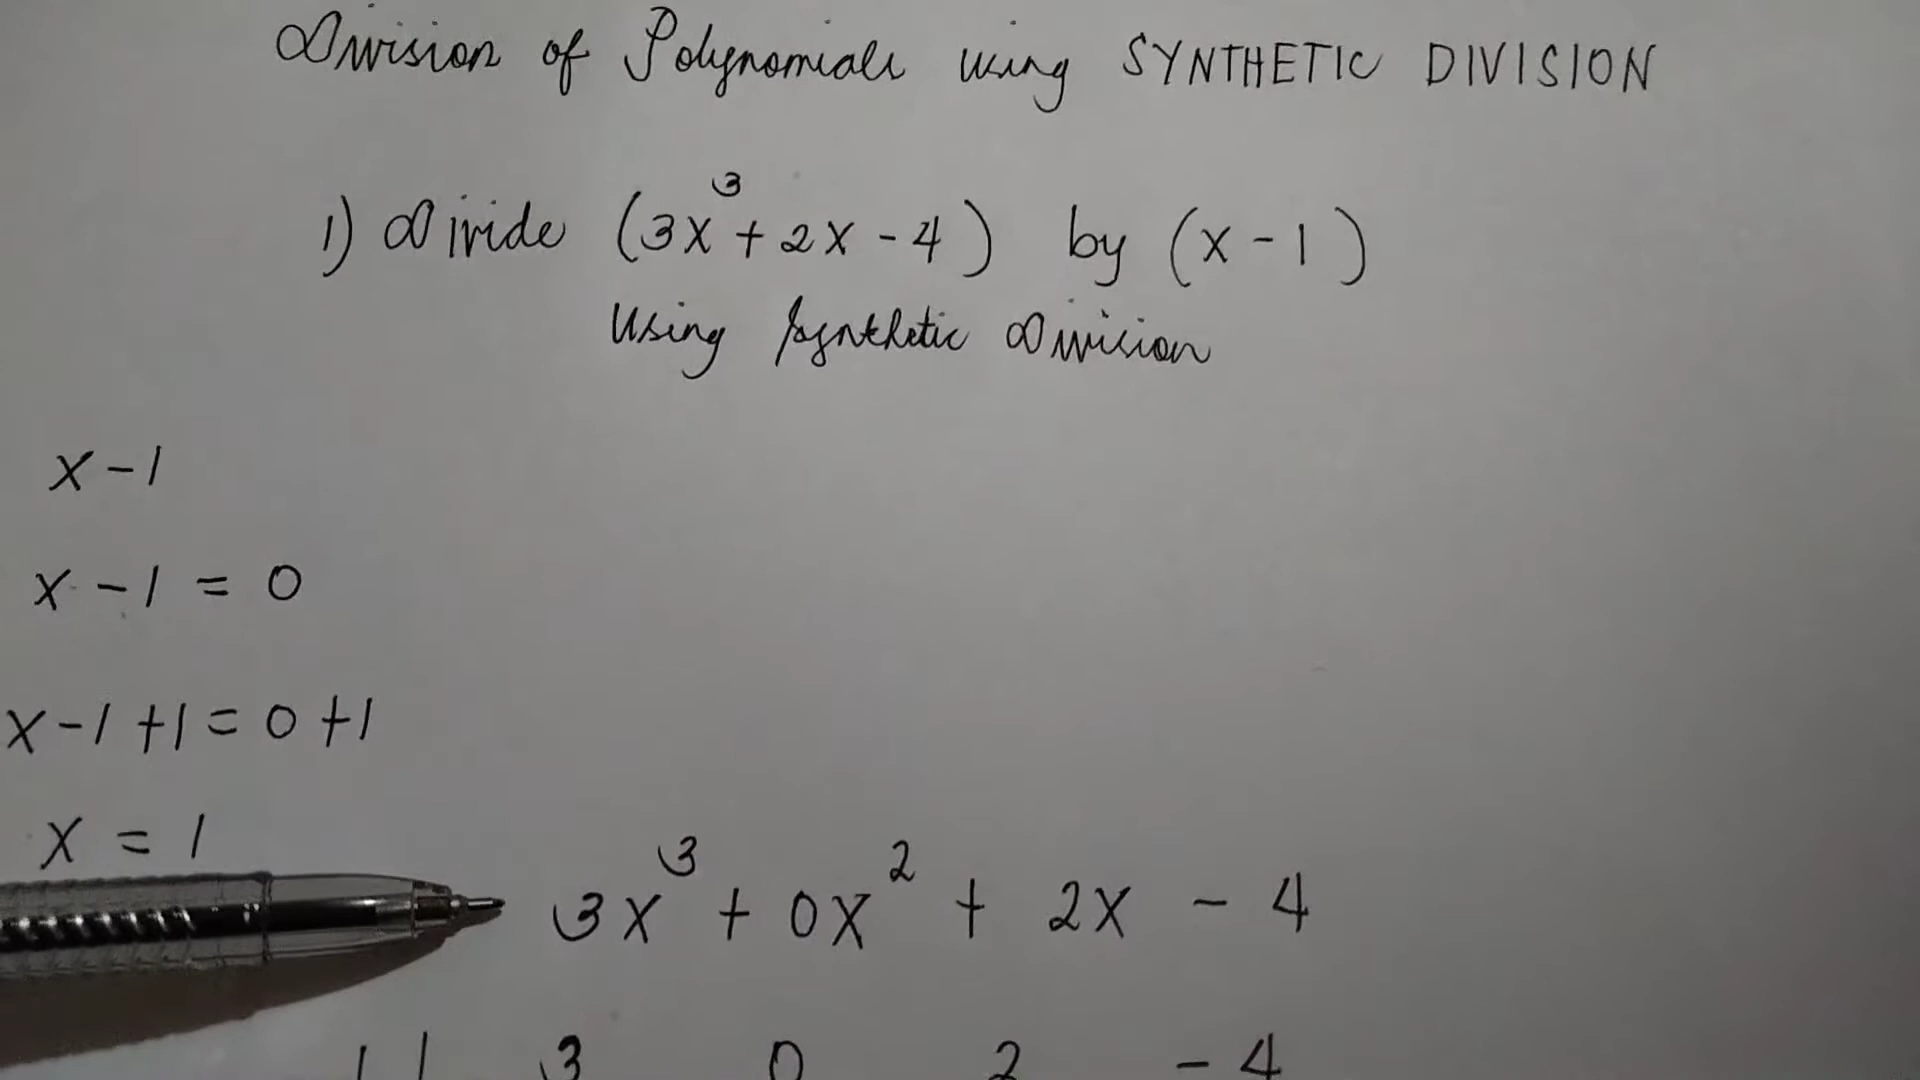 Division of Polynomials using SYNTHETIC DIVISION
1) Divide (3x³ + 2x - 4) by (x - 1)
Using Synthetic Division
x - 1
x - 1 = 0
x - 1 + 1 = 0 + 1
x = 1
3x³ + 0x² + 2x - 4
1 | 3 0 2 - 4